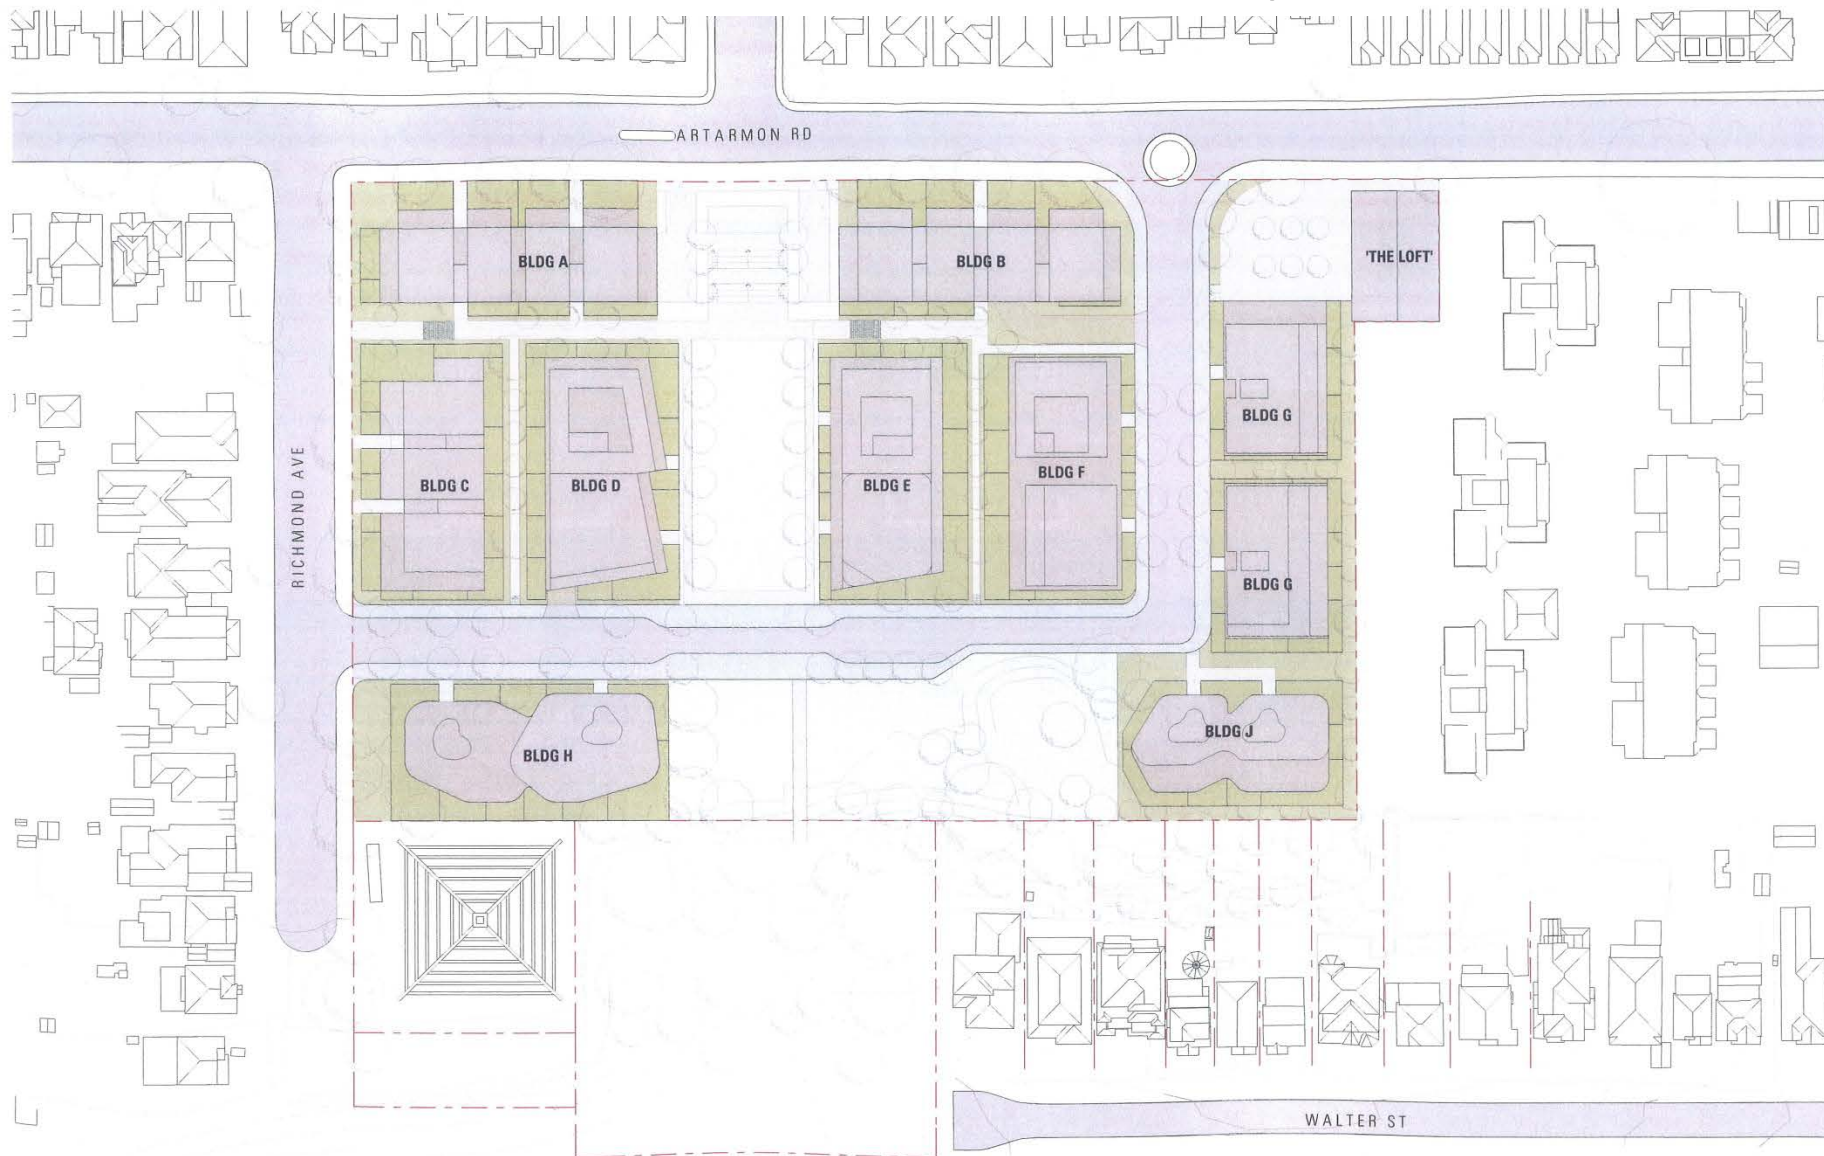 ARTARMON RD
BLDG A
BLDG B
'THE LOFT'
RICHMOND AVE
BLDG C
BLDG D
BLDG E
BLDG F
BLDG G
BLDG G
BLDG H
BLDG J
WALTER ST